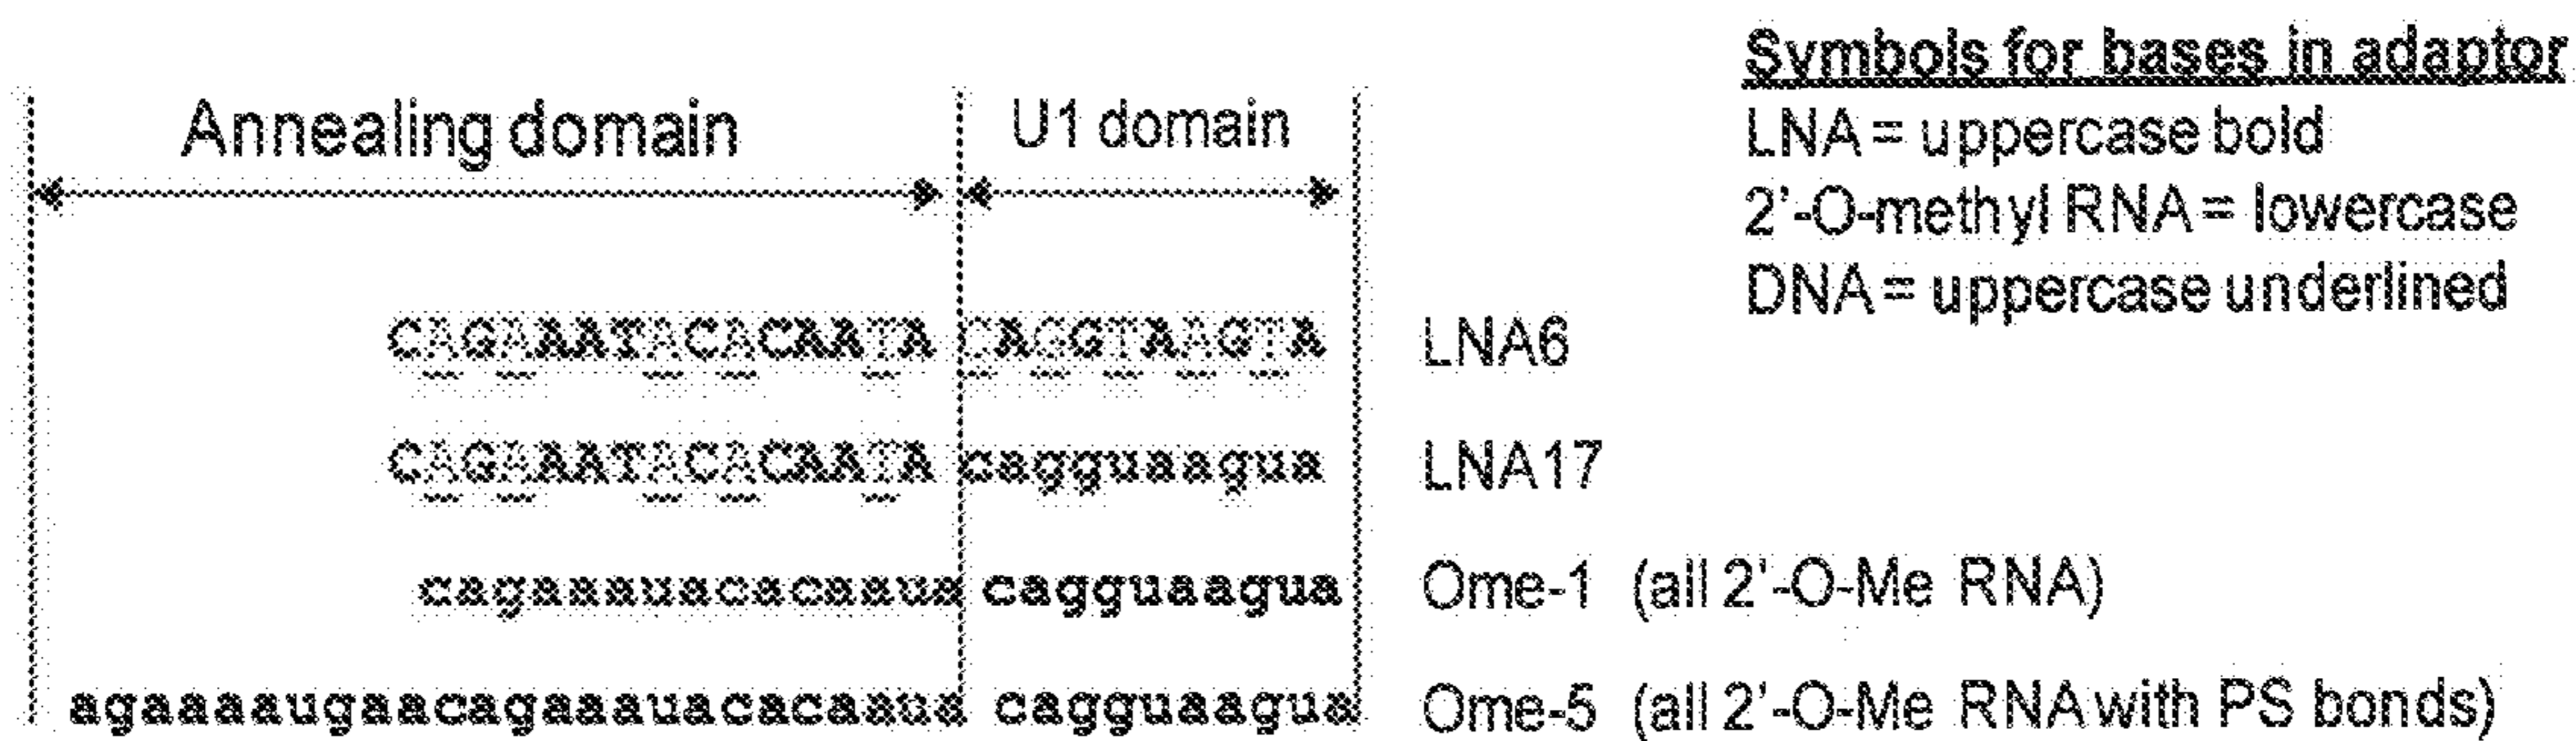 Symbols for bases in adaptor
Annealing domain
U1 domain
LNA = uppercase bold
2'-O-methyl RNA = lowercase
DNA = uppercase underlined
CAGAAATACACAATA CAGGTAAGTA LNA6
CAGAAATACACAATA cagguaagua LNA17
cagaaauacacaaua cagguaagua Ome-1 (all 2'-O-Me RNA)
agaaaaugaacagaaauacacaaua cagguaagua Ome-5 (all 2'-O-Me RNA with PS bonds)